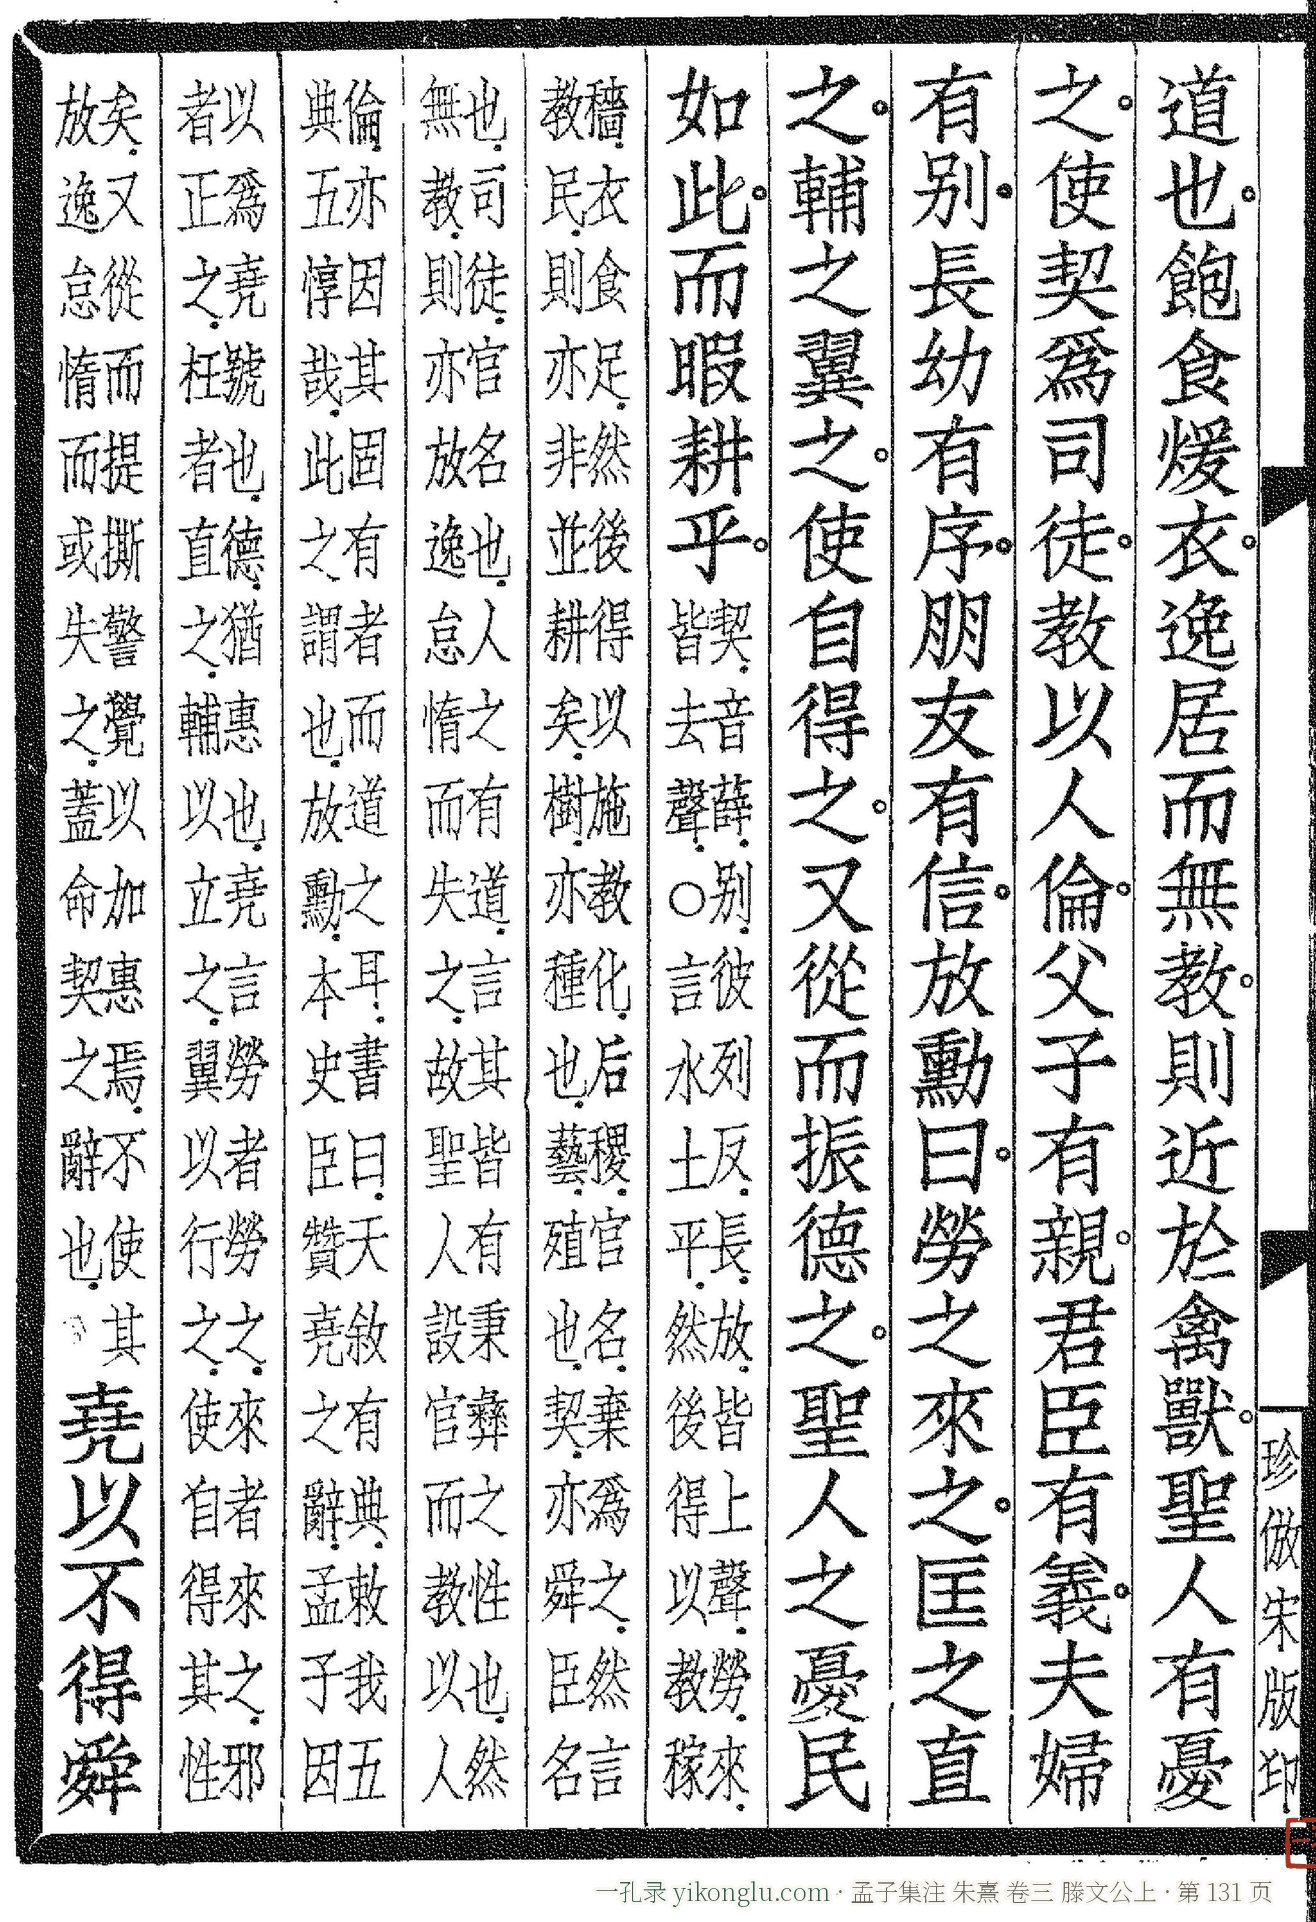 珍倣宋版印
道也。飽食煖衣。逸居而無教。則近於禽獸。聖人有憂
之。使契爲司徒。教以人倫。父子有親。君臣有義。夫婦
有别。長幼有序。朋友有信。放勳曰。勞之來之。匡之直
之。輔之翼之。使自得之。又從而振德之。聖人之憂民
如此。而暇耕乎。
契、音薛、别、彼列反、長、放、皆上聲、勞、來、
皆去聲、○言水土平、然後得以教稼
穡、衣食足、然後得以施教化、后稷、官名、棄爲之、然言
教民、則亦非並耕矣、樹、亦種也、藝、殖也、契、亦舜臣名
也、司徒、官名也、人之有道、言其皆有秉彝之性也、然
無教、則亦放逸怠惰而失之、故聖人設官而教以人
倫、亦因其固有者而道之耳、書曰、天敘有典、敕我五
典五惇哉、此之謂也、放勳、本史臣贊堯之辭、孟子因
以爲堯號也、德、猶惠也、堯言勞者勞之、來者來之、邪
者正之、枉者直之、輔以立之、翼以行之、使自得其性
矣、又從而提撕警覺以加惠焉、不使其
放逸怠惰而或失之、蓋命契之辭也、
堯以不得舜
一孔录 yikonglu.com · 孟子集注 朱熹 卷三 滕文公上 · 第 131 页